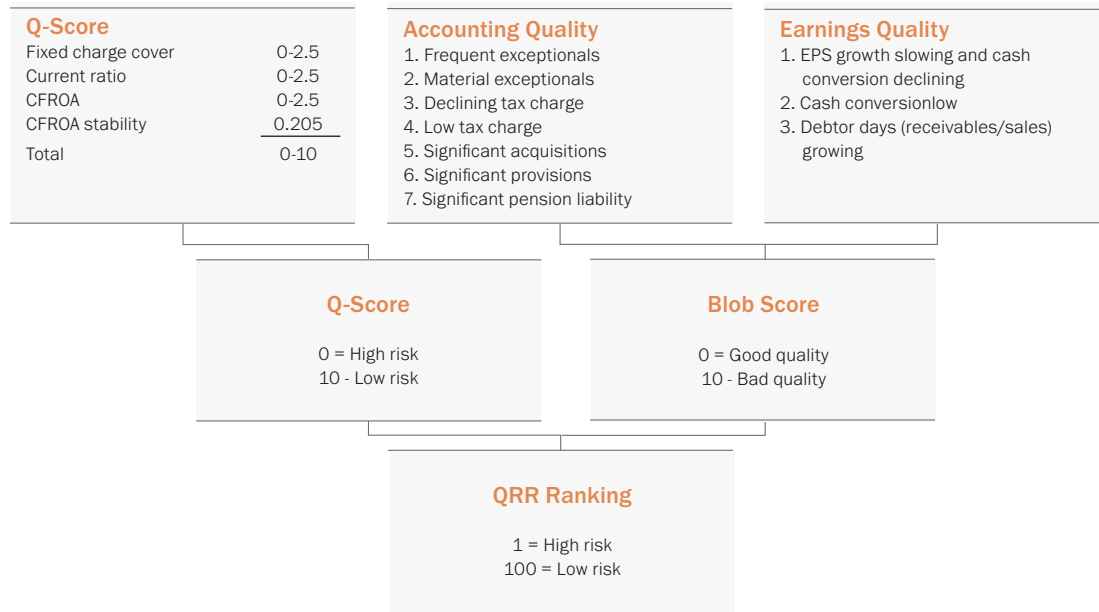 Q-Score
Fixed charge cover 0-2.5
Current ratio 0-2.5
CFROA 0-2.5
CFROA stability 0.205
Total 0-10
Accounting Quality
1. Frequent exceptionals
2. Material exceptionals
3. Declining tax charge
4. Low tax charge
5. Significant acquisitions
6. Significant provisions
7. Significant pension liability
Earnings Quality
1. EPS growth slowing and cash
conversion declining
2. Cash conversionlow
3. Debtor days (receivables/sales)
growing
Q-Score
0 = High risk
10 - Low risk
Blob Score
0 = Good quality
10 - Bad quality
QRR Ranking
1 = High risk
100 = Low risk